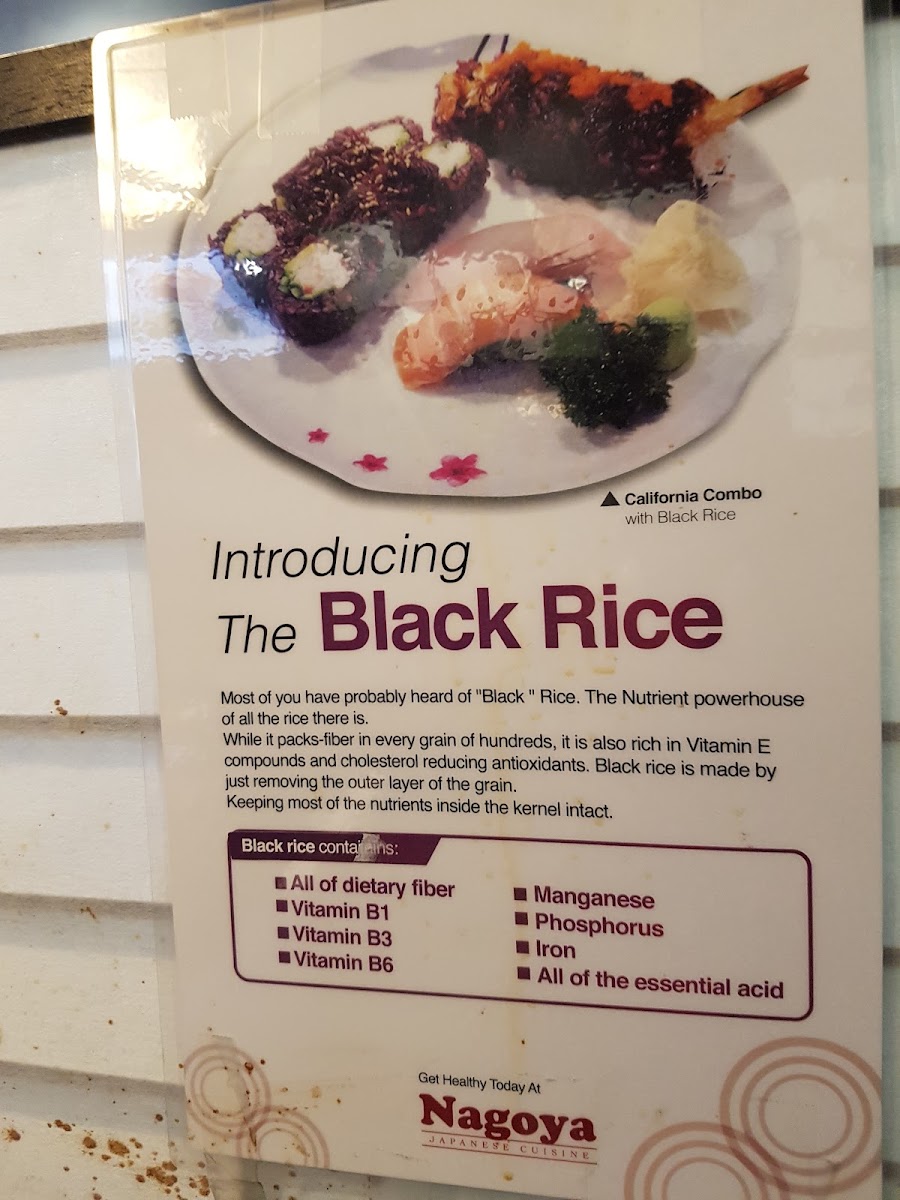 ▲ California Combo
with Black Rice
Introducing
The Black Rice
Most of you have probably heard of "Black " Rice. The Nutrient powerhouse
of all the rice there is.
While it packs-fiber in every grain of hundreds, it is also rich in Vitamin E
compounds and cholesterol reducing antioxidants. Black rice is made by
just removing the outer layer of the grain.
Keeping most of the nutrients inside the kernel intact.
Black rice contains:
■ All of dietary fiber
■ Vitamin B1
■ Vitamin B3
■ Vitamin B6
■ Manganese
■ Phosphorus
■ Iron
■ All of the essential acid
Get Healthy Today At
Nagoya
JAPANESE CUISINE